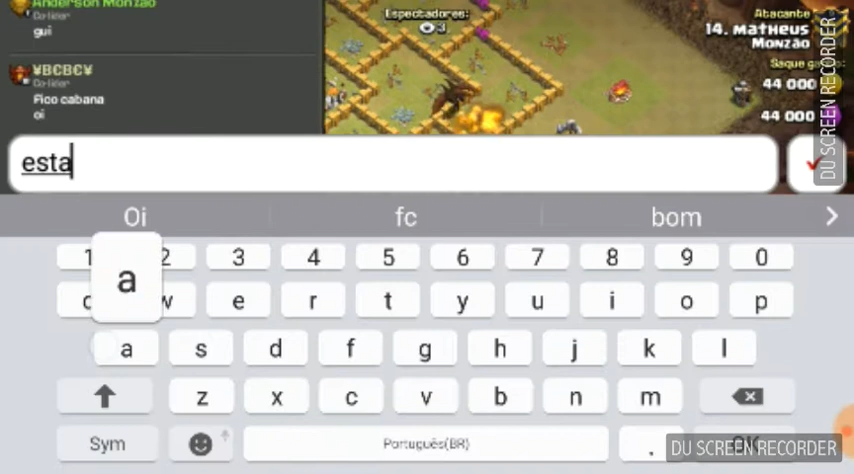 Anderson Monzão
Co-líder
gui
¥BCBC¥
Co-líder
Fico cabana
oi
Espectadores:
3
Atacante
14. Matheus
Monzão
44 000
44 000
DU SCREEN RECORDER
esta
Oi
fc
bom
1 2 3 4 5 6 7 8 9 0
a
w e r t y u i o p
a s d f g h j k l
z x c v b n m
Sym
Português(BR)
.
DU SCREEN RECORDER